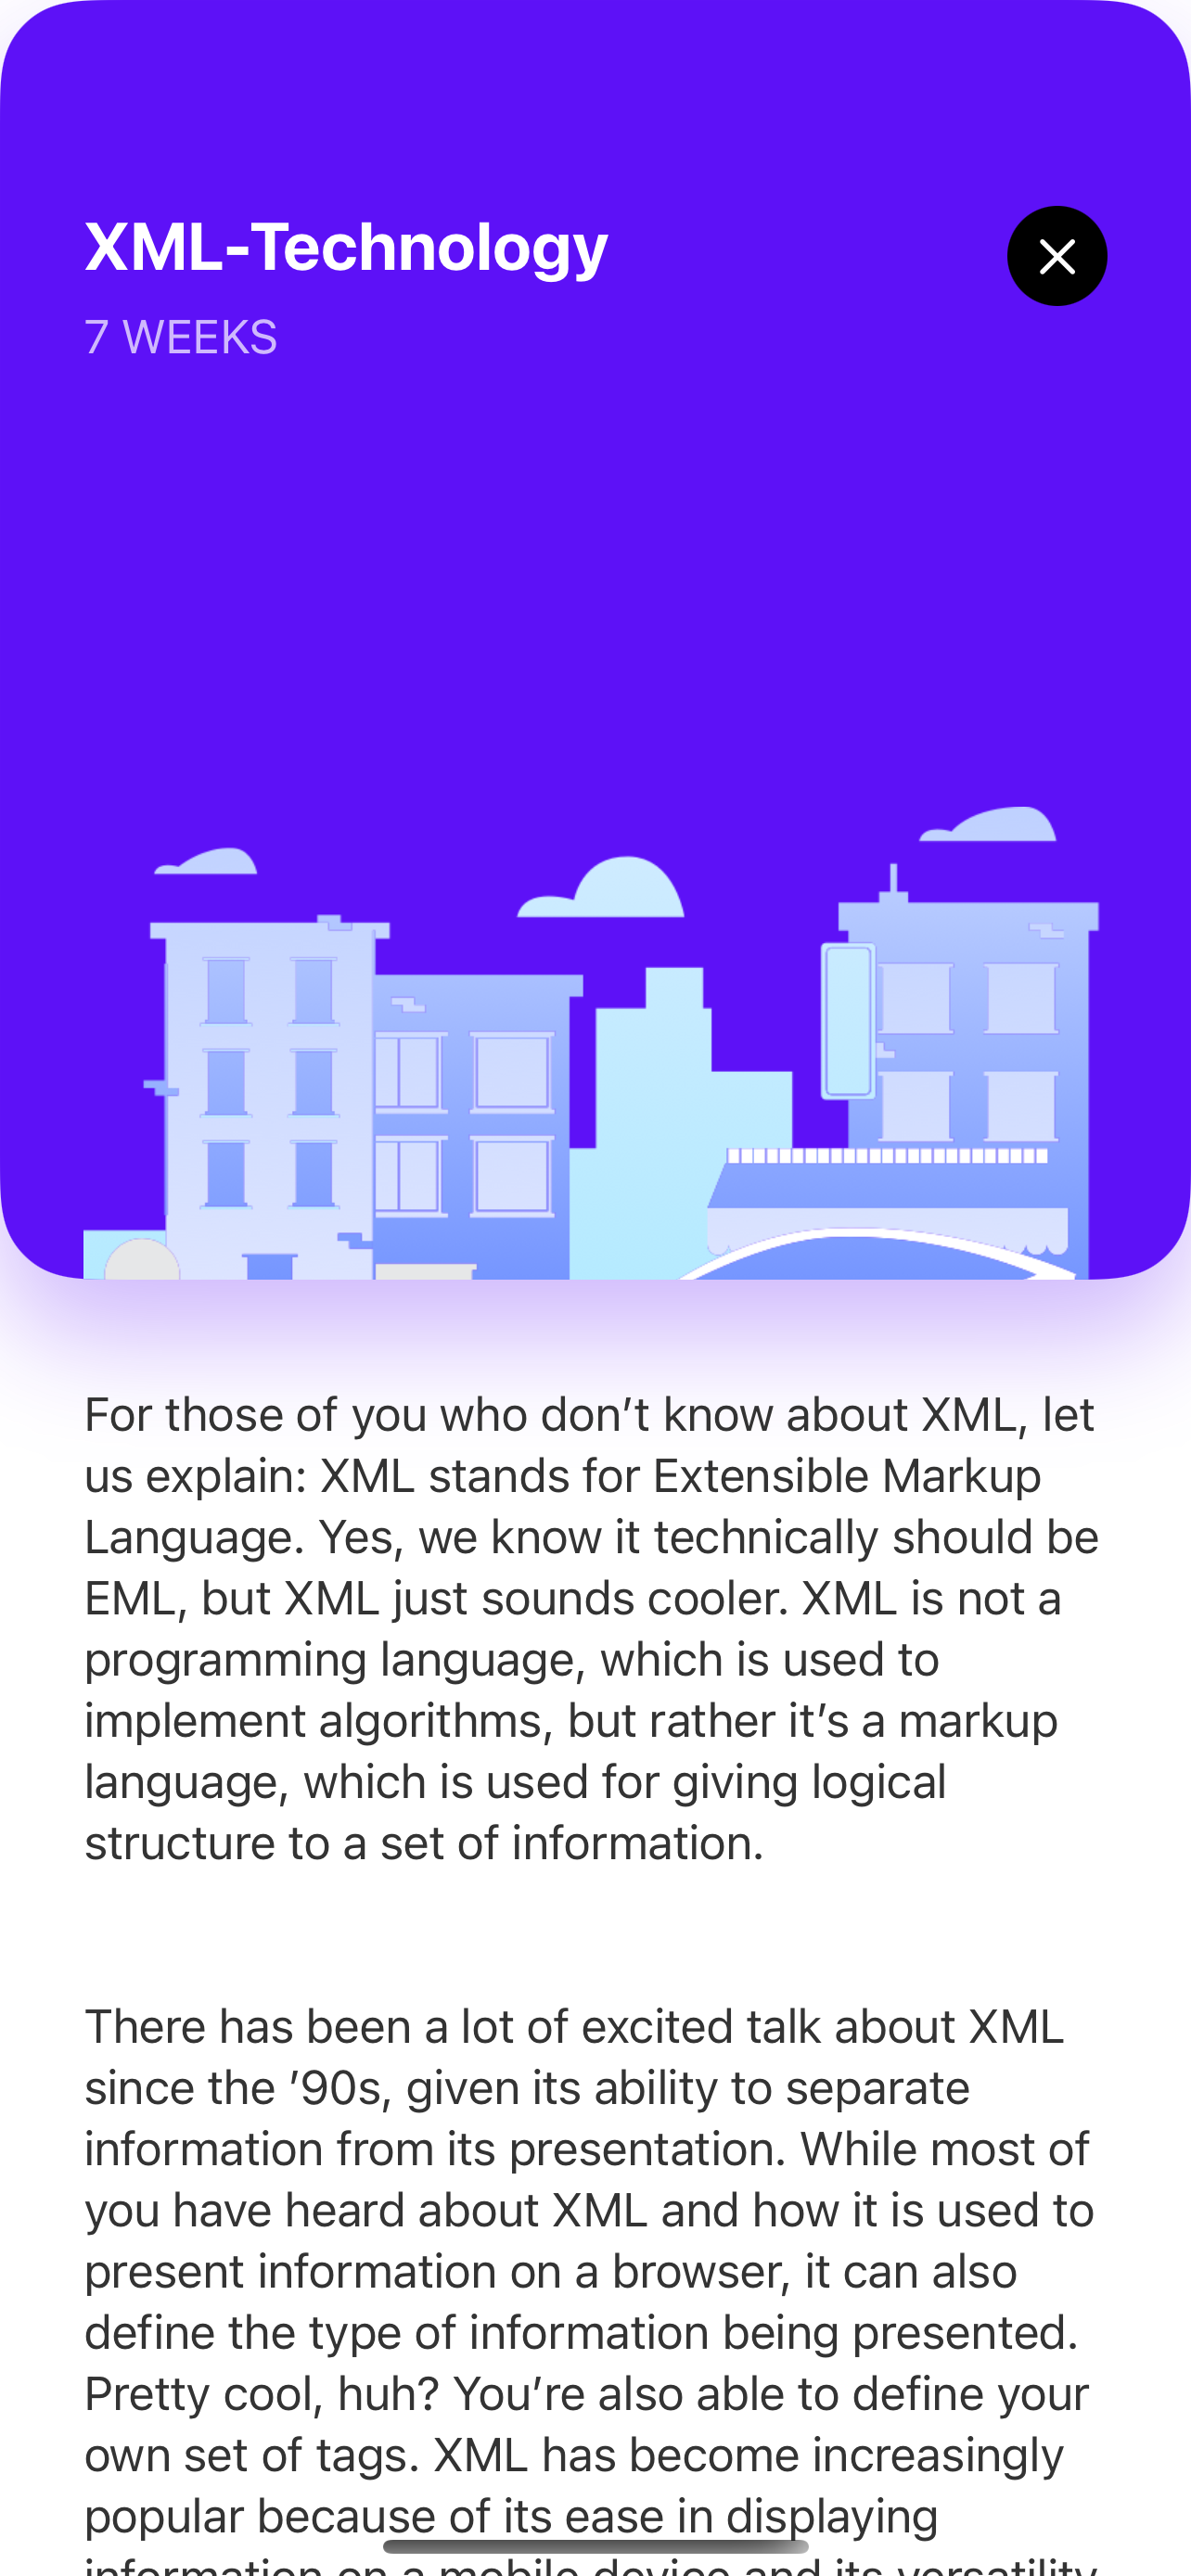 XML-Technology
7 WEEKS
For those of you who don’t know about XML, let
us explain: XML stands for Extensible Markup
Language. Yes, we know it technically should be
EML, but XML just sounds cooler. XML is not a
programming language, which is used to
implement algorithms, but rather it’s a markup
language, which is used for giving logical
structure to a set of information.
There has been a lot of excited talk about XML
since the ’90s, given its ability to separate
information from its presentation. While most of
you have heard about XML and how it is used to
present information on a browser, it can also
define the type of information being presented.
Pretty cool, huh? You’re also able to define your
own set of tags. XML has become increasingly
popular because of its ease in displaying
information on a mobile device and its versatility